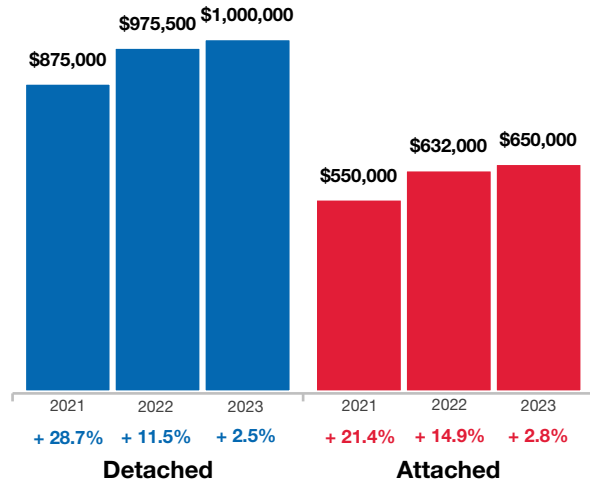 $875,000
$975,500
$1,000,000
$550,000
$632,000
$650,000
2021 2022 2023 2021 2022 2023
+ 28.7% + 11.5% + 2.5% + 21.4% + 14.9% + 2.8%
Detached Attached